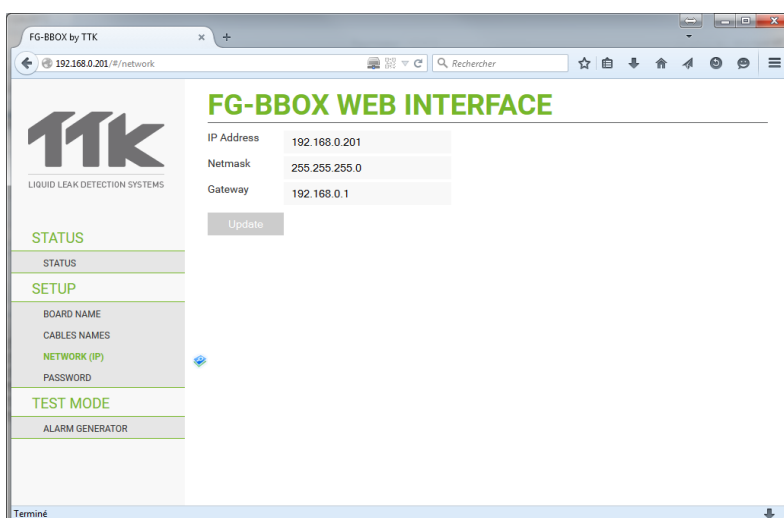 FG-BBOX by TTK
192.168.0.201/#/network
Rechercher
TTK
LIQUID LEAK DETECTION SYSTEMS
STATUS
STATUS
SETUP
BOARD NAME
CABLES NAMES
NETWORK (IP)
PASSWORD
TEST MODE
ALARM GENERATOR
FG-BBOX WEB INTERFACE
IP Address 192.168.0.201
Netmask 255.255.255.0
Gateway 192.168.0.1
Update
Terminé